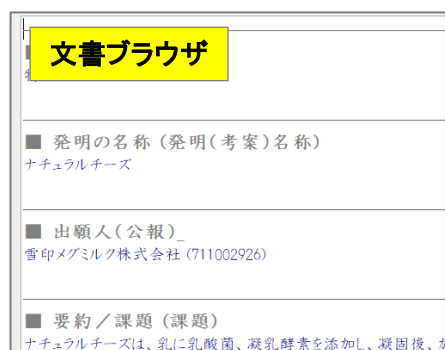 文書ブラウザ
■ 発明の名称 (発明(考案)名称)
ナチュラルチーズ
■ 出願人(公報)_
雪印メグミルク株式会社 (711002926)
■ 要約/課題 (課題)
ナチュラルチーズは、乳に乳酸菌、凝乳酵素を添加し、凝固後、